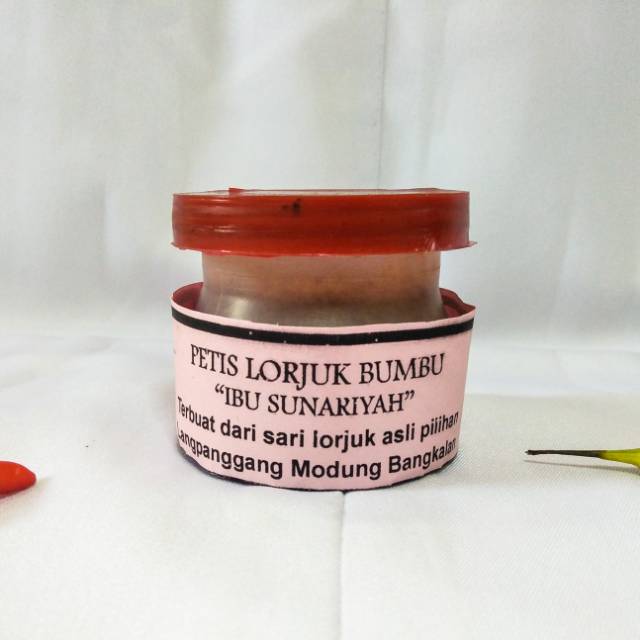 PETIS LORJUK BUMBU
“IBU SUNARIYAH”
Terbuat dari sari lorjuk asli pilihan
Langpanggang Modung Bangkalan